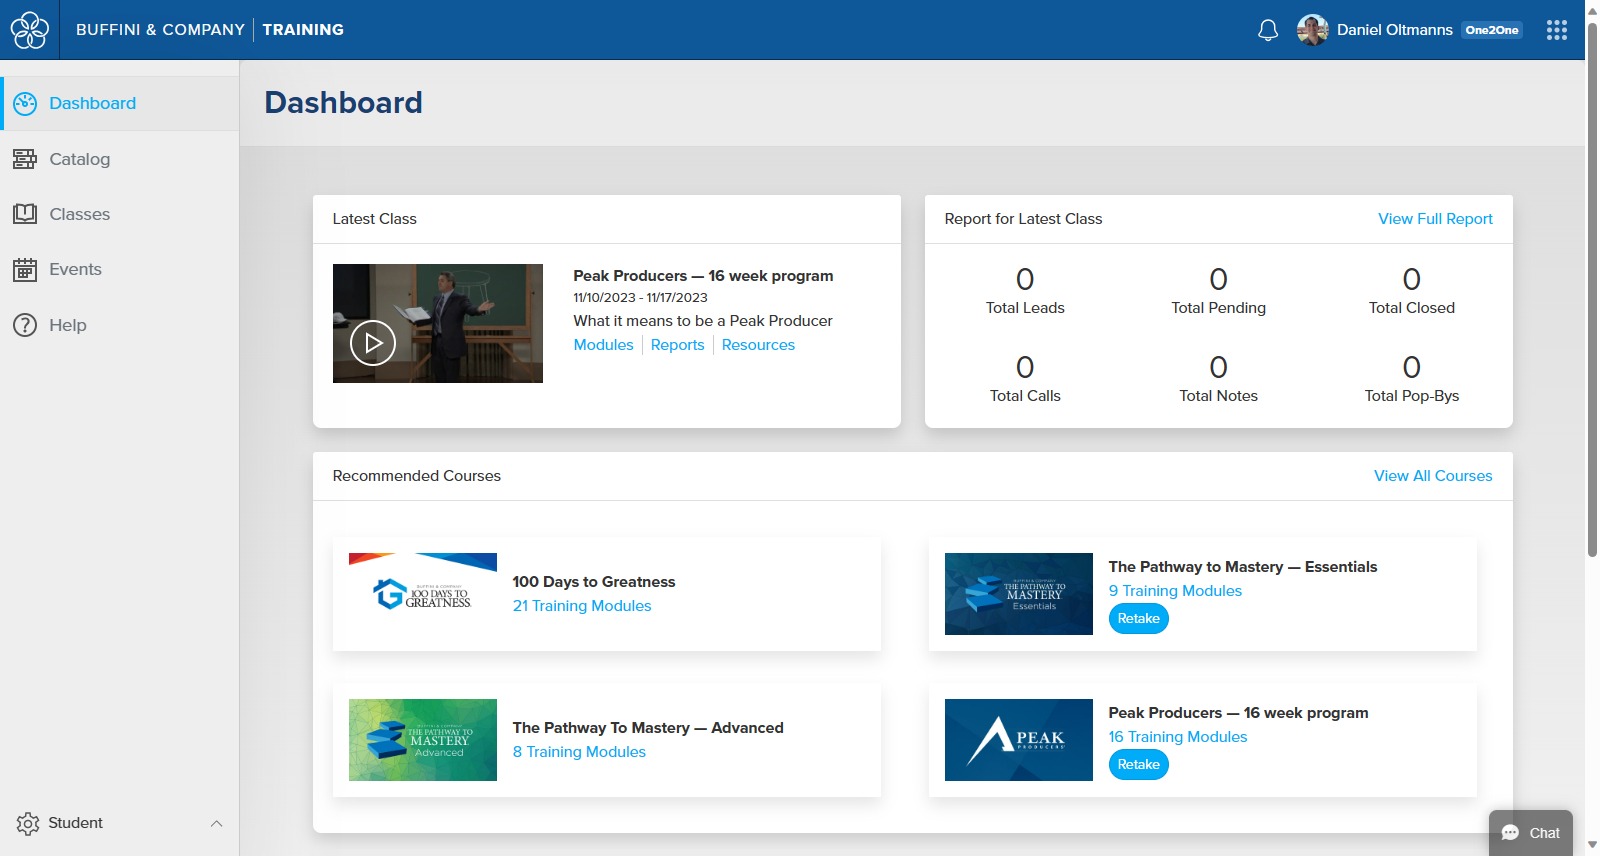 BUFFINI & COMPANY TRAINING
Daniel Oltmanns One2One
Dashboard
Catalog
Classes
Events
Help
Student
Dashboard
Latest Class
Peak Producers — 16 week program
11/10/2023 - 11/17/2023
What it means to be a Peak Producer
Modules Reports Resources
Report for Latest Class View Full Report
0 0 0
Total Leads Total Pending Total Closed
0 0 0
Total Calls Total Notes Total Pop-Bys
Recommended Courses View All Courses
BUFFINI & COMPANY
100 DAYS TO
GREATNESS
100 Days to Greatness
21 Training Modules
BUFFINI & COMPANY
THE PATHWAY TO
MASTERY
Essentials
The Pathway to Mastery — Essentials
9 Training Modules
Retake
BUFFINI & COMPANY
THE PATHWAY TO
MASTERY
Advanced
The Pathway To Mastery — Advanced
8 Training Modules
PEAK
PRODUCERS
Peak Producers — 16 week program
16 Training Modules
Retake
Chat